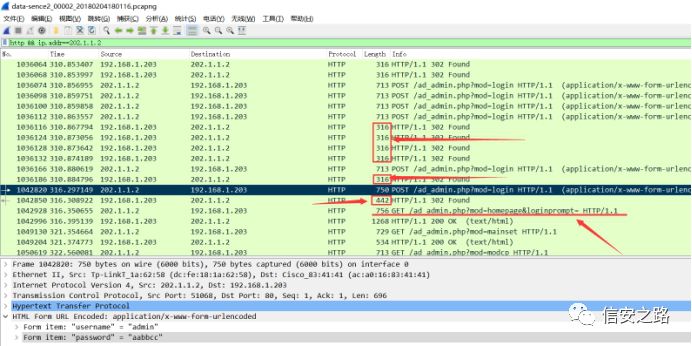 data-sence2_00002_20180204180116.pcapng
文件(F) 编辑(E) 视图(V) 跳转(G) 捕获(C) 分析(A) 统计(S) 电话(Y) 无线(W) 工具(T) 帮助(H)
http && ip.addr==202.1.1.2
No. Time Source Destination Protocol Length Info
1036064 310.853407 192.168.1.203 202.1.1.2 HTTP 316 HTTP/1.1 302 Found
1036068 310.853997 192.168.1.203 202.1.1.2 HTTP 316 HTTP/1.1 302 Found
1036074 310.856955 202.1.1.2 192.168.1.203 HTTP 713 POST /ad_admin.php?mod=login HTTP/1.1 (application/x-www-form-urlenc
1036098 310.859751 202.1.1.2 192.168.1.203 HTTP 713 POST /ad_admin.php?mod=login HTTP/1.1 (application/x-www-form-urlenc
1036100 310.859858 202.1.1.2 192.168.1.203 HTTP 713 POST /ad_admin.php?mod=login HTTP/1.1 (application/x-www-form-urlenc
1036112 310.863557 202.1.1.2 192.168.1.203 HTTP 713 POST /ad_admin.php?mod=login HTTP/1.1 (application/x-www-form-urlenc
1036116 310.867794 192.168.1.203 202.1.1.2 HTTP 316 HTTP/1.1 302 Found
1036124 310.873056 192.168.1.203 202.1.1.2 HTTP 316 HTTP/1.1 302 Found
1036128 310.873642 192.168.1.203 202.1.1.2 HTTP 316 HTTP/1.1 302 Found
1036132 310.874189 192.168.1.203 202.1.1.2 HTTP 316 HTTP/1.1 302 Found
1036166 310.880619 202.1.1.2 192.168.1.203 HTTP 713 POST /ad_admin.php?mod=login HTTP/1.1 (application/x-www-form-urlenc
1036186 310.884796 192.168.1.203 202.1.1.2 HTTP 316 HTTP/1.1 302 Found
1042820 316.297149 202.1.1.2 192.168.1.203 HTTP 750 POST /ad_admin.php?mod=login HTTP/1.1 (application/x-www-form-urlenc
1042850 316.308922 192.168.1.203 202.1.1.2 HTTP 442 HTTP/1.1 302 Found
1042928 316.350655 202.1.1.2 192.168.1.203 HTTP 756 GET /ad_admin.php?mod=homepage&loginprompt= HTTP/1.1
1042996 316.395139 192.168.1.203 202.1.1.2 HTTP 1268 HTTP/1.1 200 OK (text/html)
1049130 321.354664 202.1.1.2 192.168.1.203 HTTP 729 GET /ad_admin.php?mod=mainset HTTP/1.1
1049204 321.374773 192.168.1.203 202.1.1.2 HTTP 534 HTTP/1.1 200 OK (text/html)
1050619 322.560081 202.1.1.2 192.168.1.203 HTTP 713 GET /ad_admin.php?mod=modcp HTTP/1.1
Frame 1042820: 750 bytes on wire (6000 bits), 750 bytes captured (6000 bits) on interface 0
Ethernet II, Src: Tp-LinkT_1a:62:58 (dc:fe:18:1a:62:58), Dst: Cisco_83:41:41 (ac:a0:16:83:41:41)
Internet Protocol Version 4, Src: 202.1.1.2, Dst: 192.168.1.203
Transmission Control Protocol, Src Port: 51068, Dst Port: 80, Seq: 1, Ack: 1, Len: 696
Hypertext Transfer Protocol
HTML Form URL Encoded: application/x-www-form-urlencoded
Form item: "username" = "admin"
Form item: "password" = "aabbcc"
信安之路